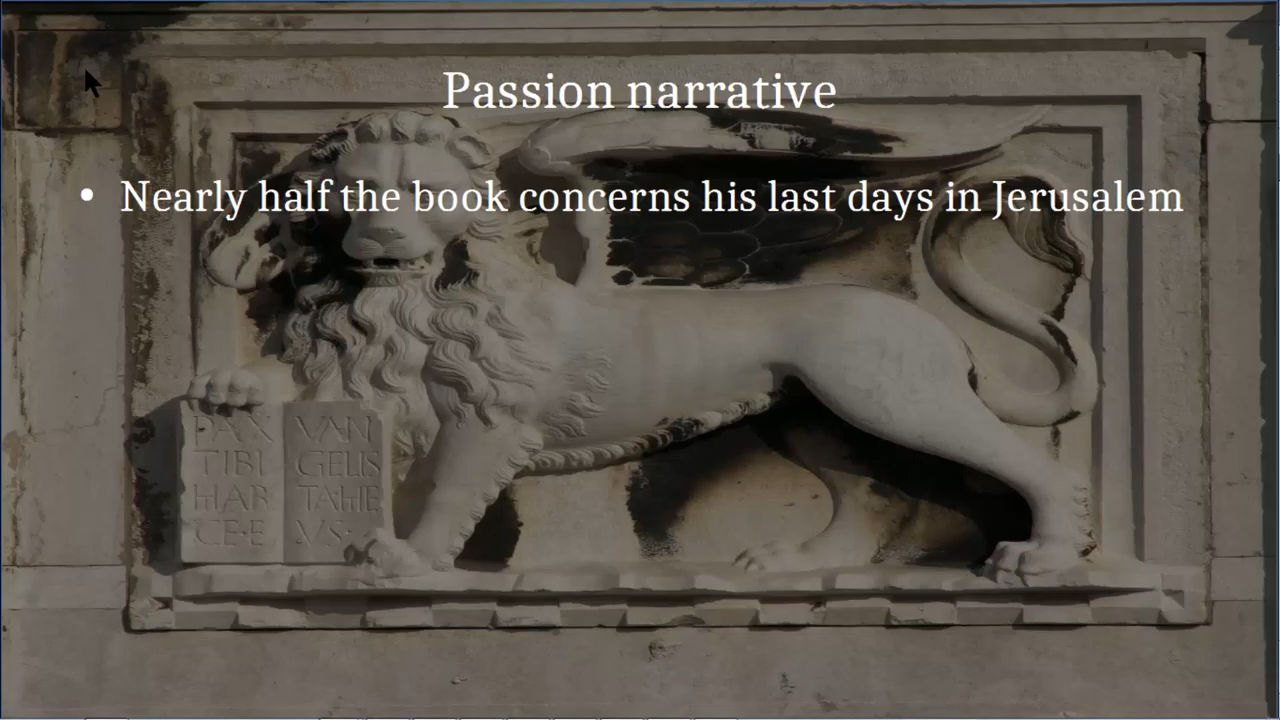 Passion narrative
• Nearly half the book concerns his last days in Jerusalem
PAX VAN
TIBI GELIS
MAR TAME
CE·E VS·